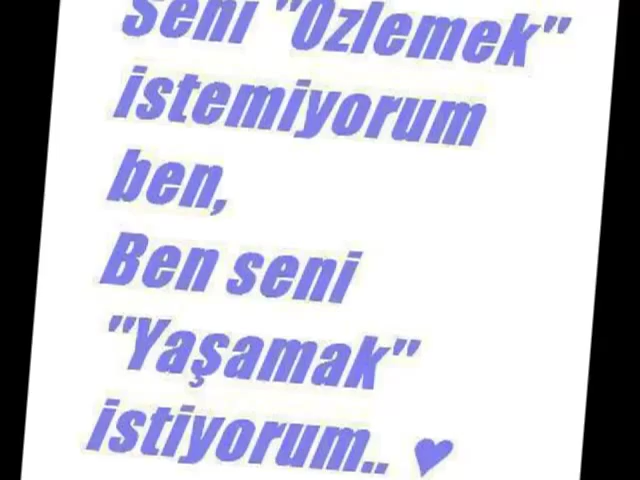 Seni "Özlemek"
istemiyorum
ben,
Ben seni
"Yaşamak"
istiyorum.. ♥